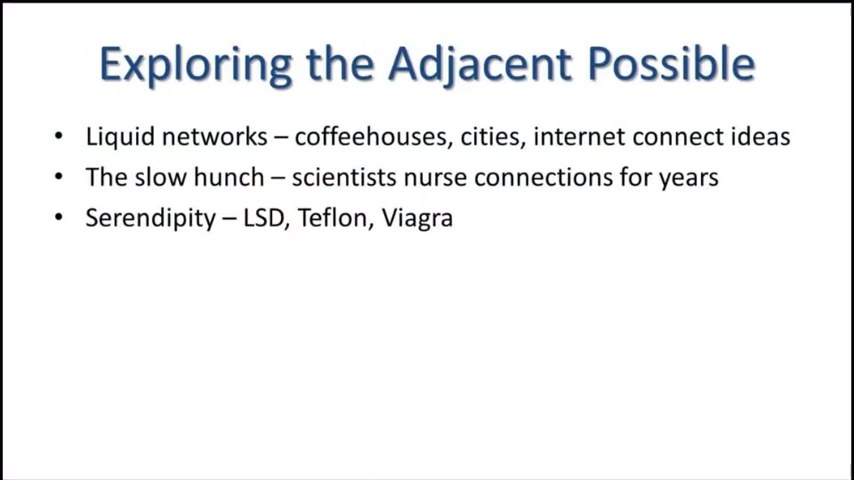 Exploring the Adjacent Possible
• Liquid networks – coffeehouses, cities, internet connect ideas
• The slow hunch – scientists nurse connections for years
• Serendipity – LSD, Teflon, Viagra